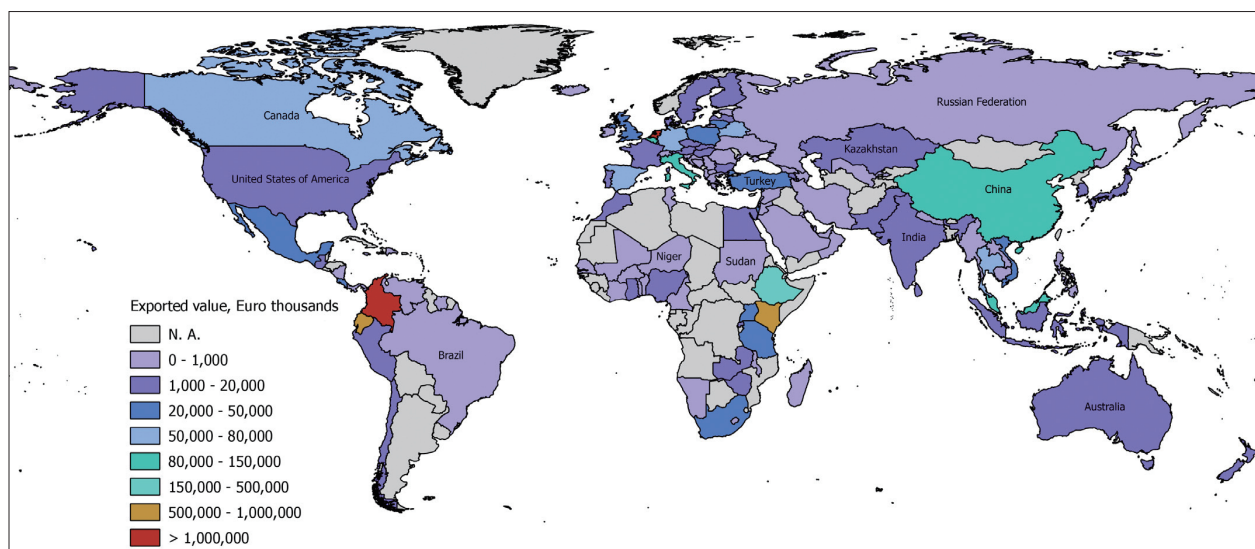 Canada
Russian Federation
Kazakhstan
United States of America
Turkey
China
India
Niger
Sudan
Exported value, Euro thousands
N. A.
0 - 1,000
Brazil
1,000 - 20,000
Australia
20,000 - 50,000
50,000 - 80,000
80,000 - 150,000
150,000 - 500,000
500,000 - 1,000,000
> 1,000,000